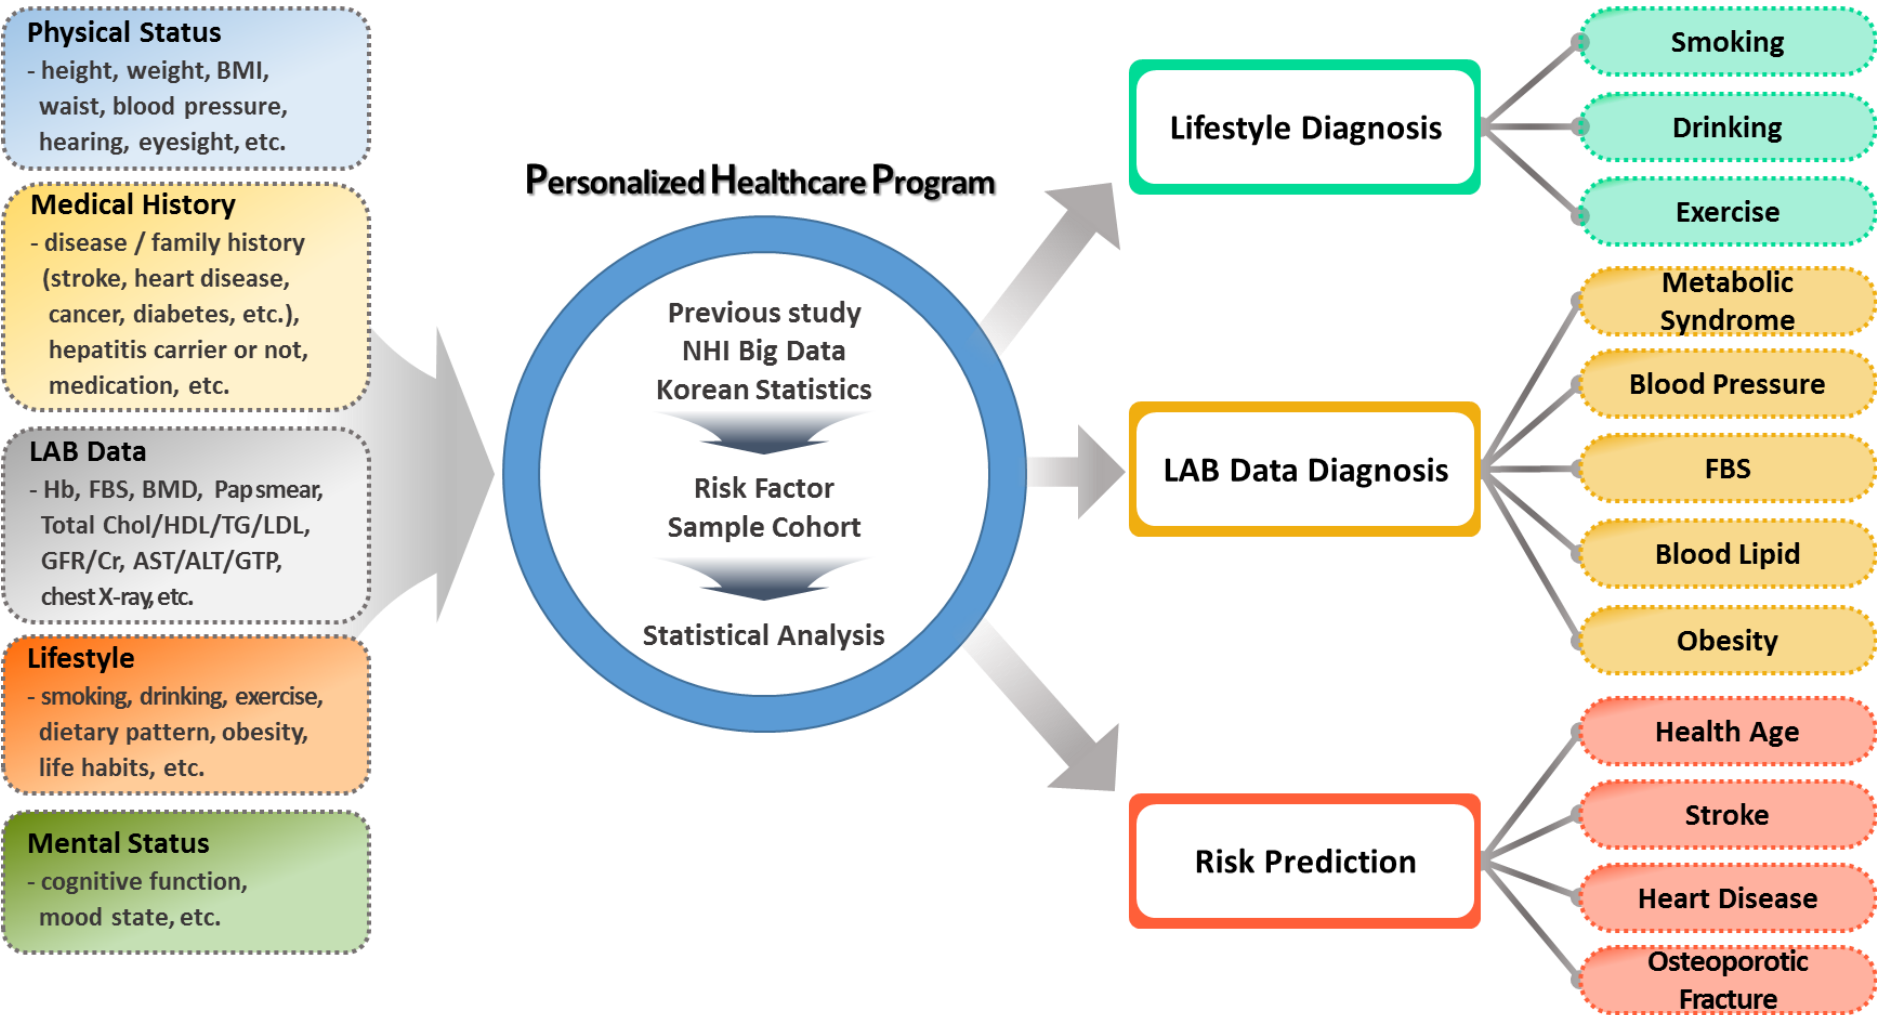 Physical Status
- height, weight, BMI,
waist, blood pressure,
hearing, eyesight, etc.
Medical History
- disease / family history
(stroke, heart disease,
cancer, diabetes, etc.),
hepatitis carrier or not,
medication, etc.
LAB Data
- Hb, FBS, BMD, Pap smear,
Total Chol/HDL/TG/LDL,
GFR/Cr, AST/ALT/GTP,
chest X-ray, etc.
Lifestyle
- smoking, drinking, exercise,
dietary pattern, obesity,
life habits, etc.
Mental Status
- cognitive function,
mood state, etc.
Personalized Healthcare Program
Previous study
NHI Big Data
Korean Statistics
Risk Factor
Sample Cohort
Statistical Analysis
Lifestyle Diagnosis
Smoking
Drinking
Exercise
LAB Data Diagnosis
Metabolic
Syndrome
Blood Pressure
FBS
Blood Lipid
Obesity
Risk Prediction
Health Age
Stroke
Heart Disease
Osteoporotic
Fracture